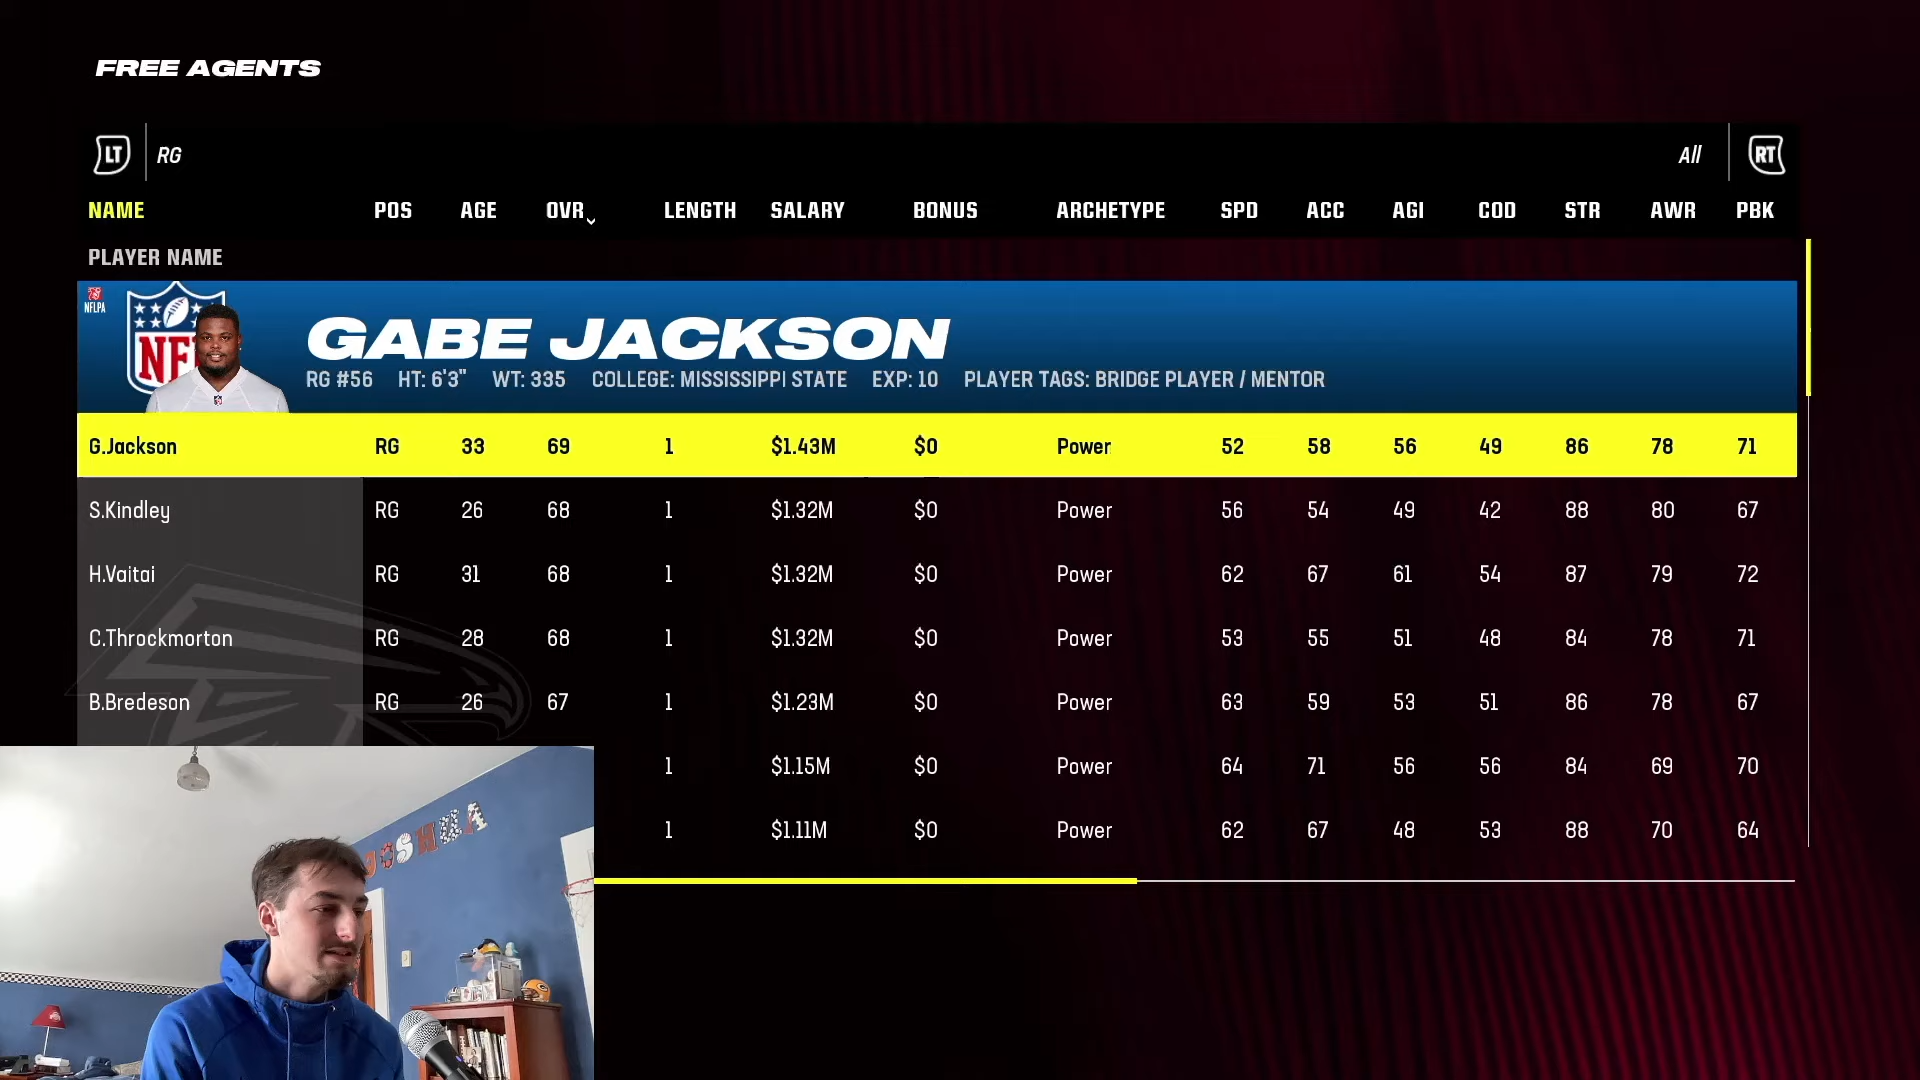 FREE AGENTS
LT RG All RT
NAME POS AGE OVR LENGTH SALARY BONUS ARCHETYPE SPD ACC AGI COD STR AWR PBK
PLAYER NAME
NFLPA
NFL
GABE JACKSON
RG #56 HT: 6'3" WT: 335 COLLEGE: MISSISSIPPI STATE EXP: 10 PLAYER TAGS: BRIDGE PLAYER / MENTOR
G.Jackson RG 33 69 1 $1.43M $0 Power 52 58 56 49 86 78 71
S.Kindley RG 26 68 1 $1.32M $0 Power 56 54 49 42 88 80 67
H.Vaitai RG 31 68 1 $1.32M $0 Power 62 67 61 54 87 79 72
C.Throckmorton RG 28 68 1 $1.32M $0 Power 53 55 51 48 84 78 71
B.Bredeson RG 26 67 1 $1.23M $0 Power 63 59 53 51 86 78 67
1 $1.15M $0 Power 64 71 56 56 84 69 70
1 $1.11M $0 Power 62 67 48 53 88 70 64
JOSHUA